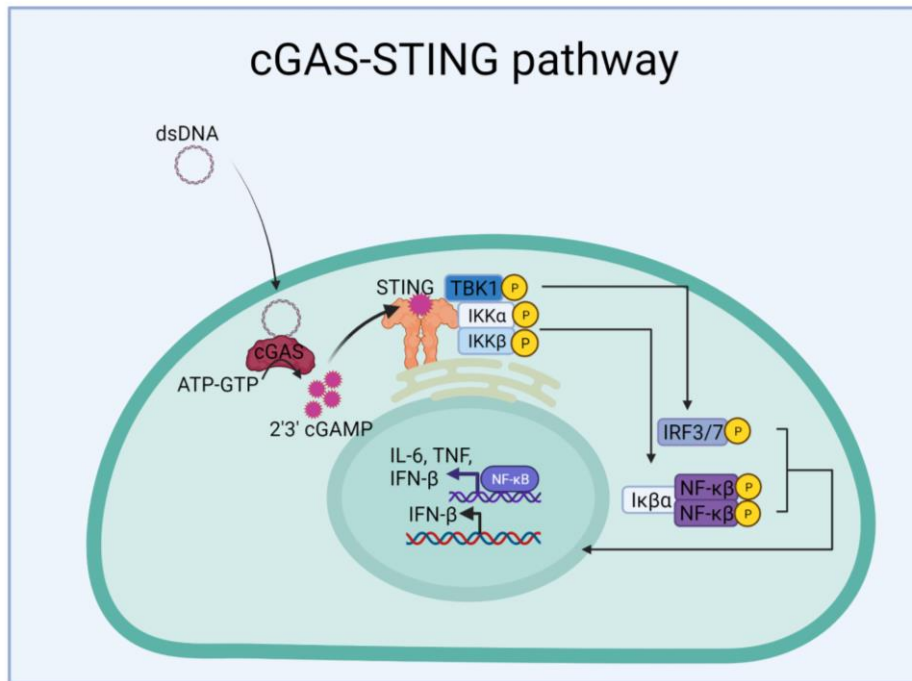 cGAS-STING pathway
dsDNA
STING
TBK1
P
IKKα
P
IKKβ
P
cGAS
ATP-GTP
2'3' cGAMP
IRF3/7
P
IL-6, TNF,
IFN-β
NF-κB
IFN-β
Iκβα
NF-κβ
P
NF-κβ
P